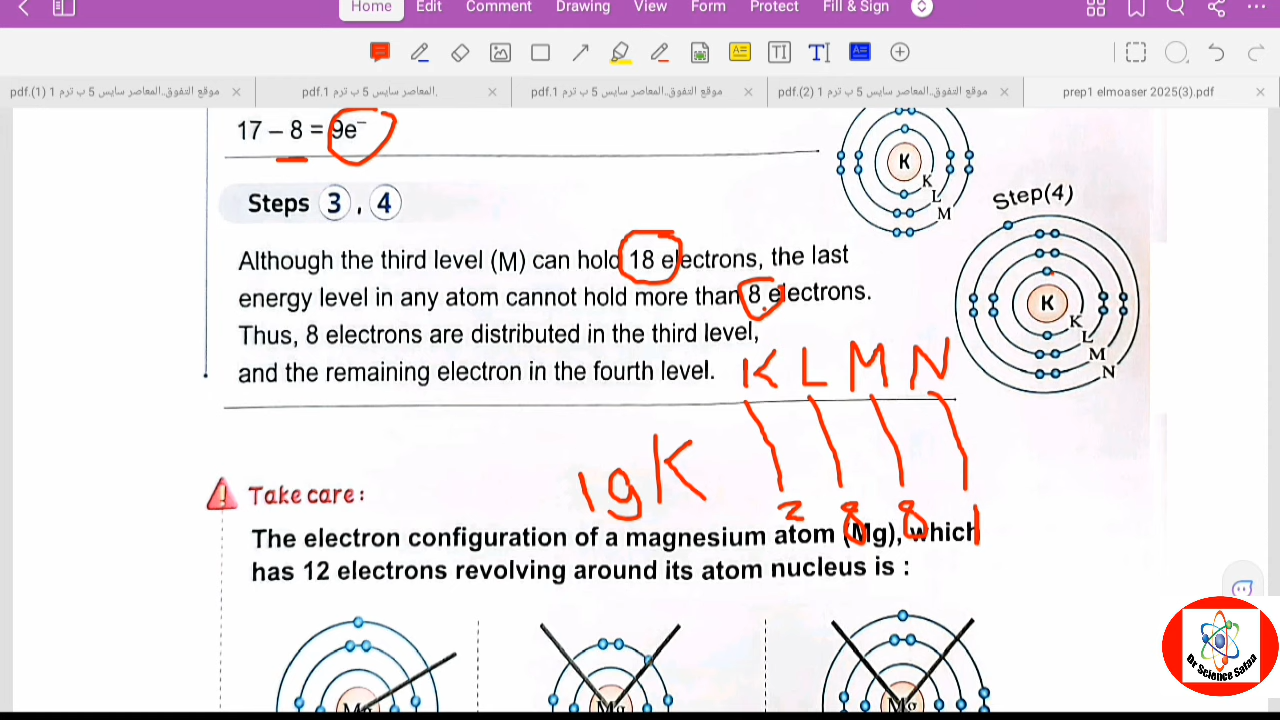 Home Edit Comment Drawing View Form Protect Fill & Sign
موقع التفوق..المعاصر سايس 5 ب ترم 1 (1).pdf
المعاصر سايس 5 ب ترم 1.pdf
موقع التفوق..المعاصر سايس 5 ب ترم 1.pdf
موقع التفوق..المعاصر سايس 5 ب ترم 1 (2).pdf
prep1 elmoaser 2025(3).pdf
17 – 8 = 9e⁻
K
K
L
M
Steps 3 , 4
Step(4)
Although the third level (M) can hold 18 electrons, the last
energy level in any atom cannot hold more than 8 electrons.
Thus, 8 electrons are distributed in the third level,
and the remaining electron in the fourth level.
K
K
L
M
N
K L M N
19K
2 8 8 1
Take care :
The electron configuration of a magnesium atom (Mg), which
has 12 electrons revolving around its atom nucleus is :
Mg Mg Mg
Dr Science Safaa